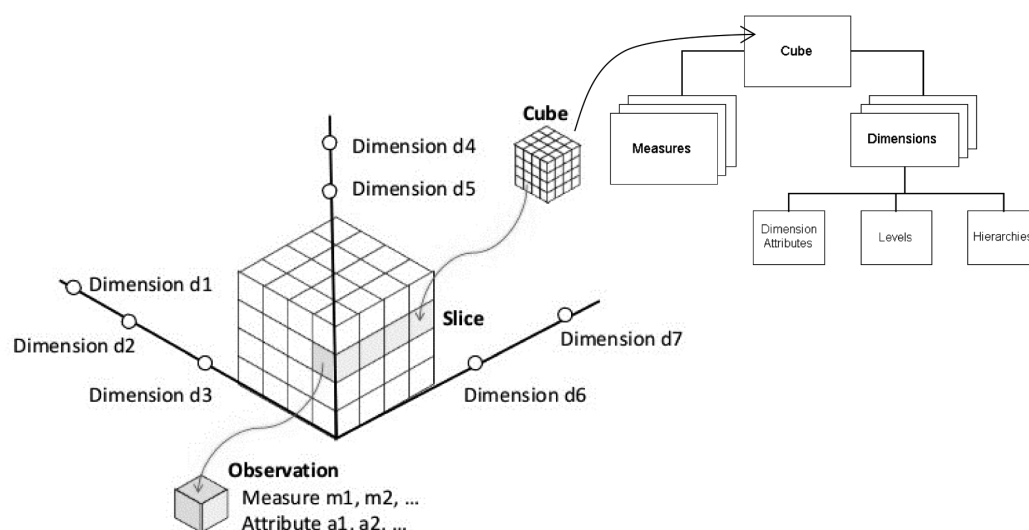 Cube
Measures
Dimensions
Dimension
Attributes
Levels
Hierarchies
Cube
Dimension d4
Dimension d5
Dimension d1
Dimension d2
Dimension d3
Slice
Dimension d7
Dimension d6
Observation
Measure m1, m2, ...
Attribute a1, a2, ...